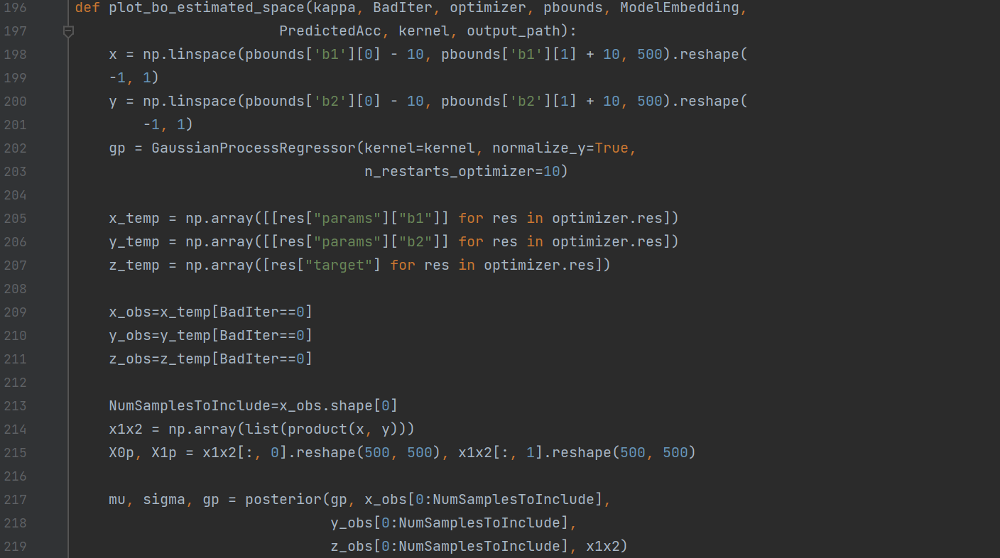 196 def plot_bo_estimated_space(kappa, BadIter, optimizer, pbounds, ModelEmbedding,
197                         PredictedAcc, kernel, output_path):
198     x = np.linspace(pbounds['b1'][0] - 10, pbounds['b1'][1] + 10, 500).reshape(
199     -1, 1)
200     y = np.linspace(pbounds['b2'][0] - 10, pbounds['b2'][1] + 10, 500).reshape(
201         -1, 1)
202     gp = GaussianProcessRegressor(kernel=kernel, normalize_y=True,
203                                   n_restarts_optimizer=10)
204
205     x_temp = np.array([[res["params"]["b1"]] for res in optimizer.res])
206     y_temp = np.array([[res["params"]["b2"]] for res in optimizer.res])
207     z_temp = np.array([res["target"] for res in optimizer.res])
208
209     x_obs=x_temp[BadIter==0]
210     y_obs=y_temp[BadIter==0]
211     z_obs=z_temp[BadIter==0]
212
213     NumSamplesToInclude=x_obs.shape[0]
214     x1x2 = np.array(list(product(x, y)))
215     X0p, X1p = x1x2[:, 0].reshape(500, 500), x1x2[:, 1].reshape(500, 500)
216
217     mu, sigma, gp = posterior(gp, x_obs[0:NumSamplesToInclude],
218                               y_obs[0:NumSamplesToInclude],
219                               z_obs[0:NumSamplesToInclude], x1x2)